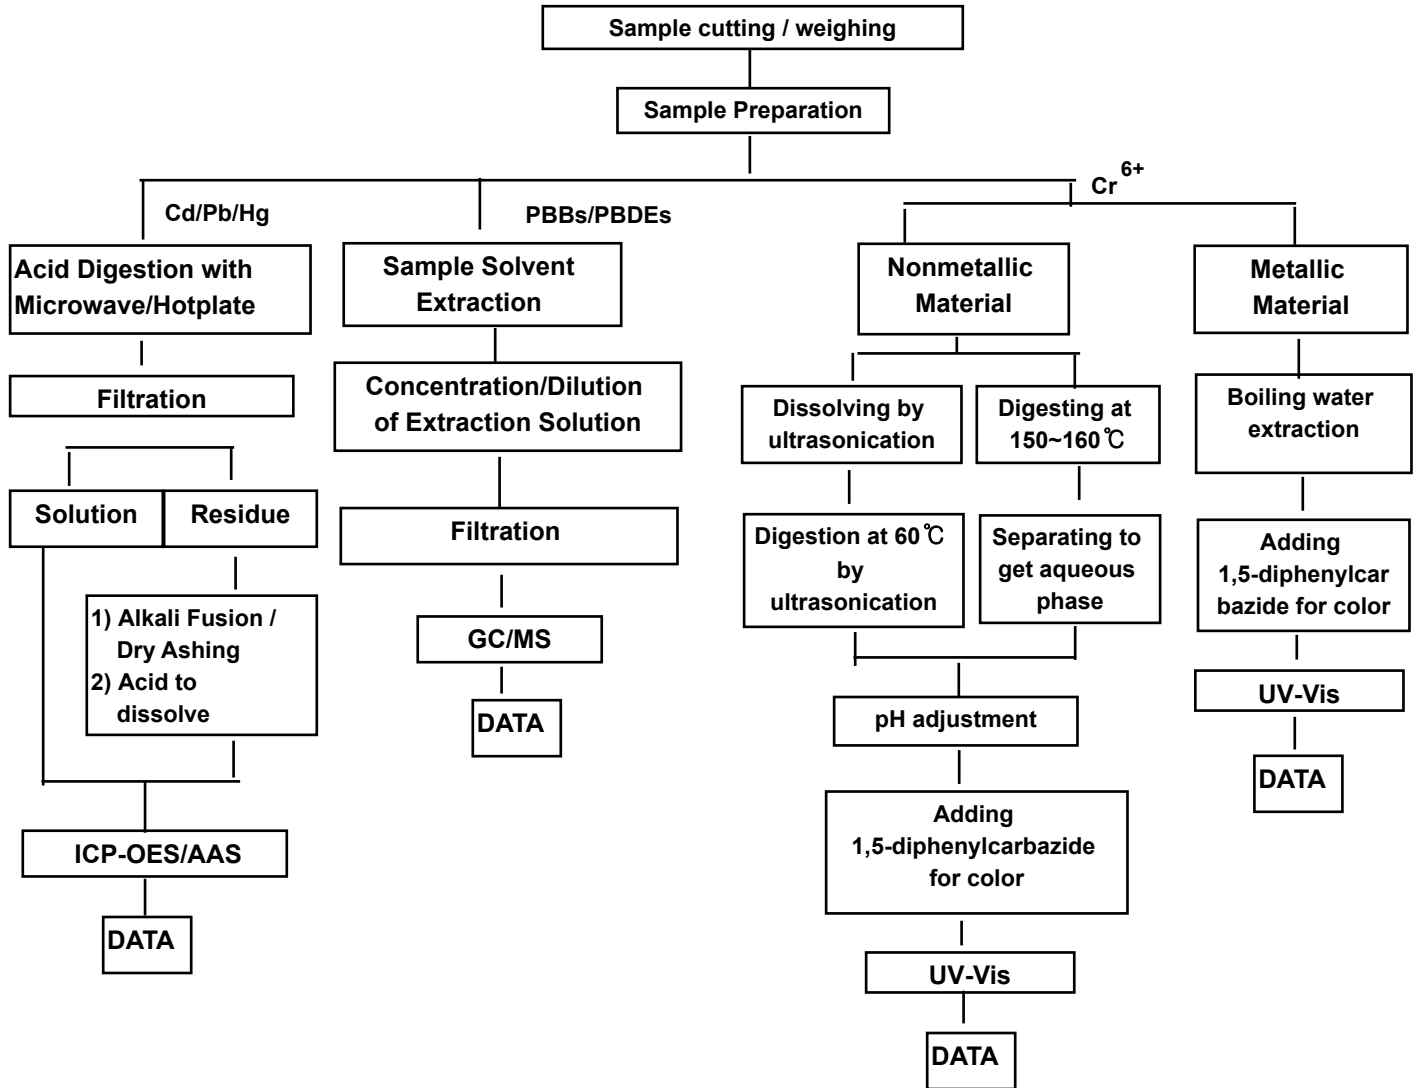 Sample cutting / weighing
Sample Preparation
Cr 6+
Cd/Pb/Hg
PBBs/PBDEs
Acid Digestion with
Microwave/Hotplate
Filtration
Solution
Residue
1) Alkali Fusion /
Dry Ashing
2) Acid to
dissolve
ICP-OES/AAS
DATA
Sample Solvent
Extraction
Concentration/Dilution
of Extraction Solution
Filtration
GC/MS
DATA
Nonmetallic
Material
Dissolving by
ultrasonication
Digestion at 60℃
by
ultrasonication
Digesting at
150~160℃
Separating to
get aqueous
phase
pH adjustment
Adding
1,5-diphenylcarbazide
for color
UV-Vis
DATA
Metallic
Material
Boiling water
extraction
Adding
1,5-diphenylcar
bazide for color
UV-Vis
DATA